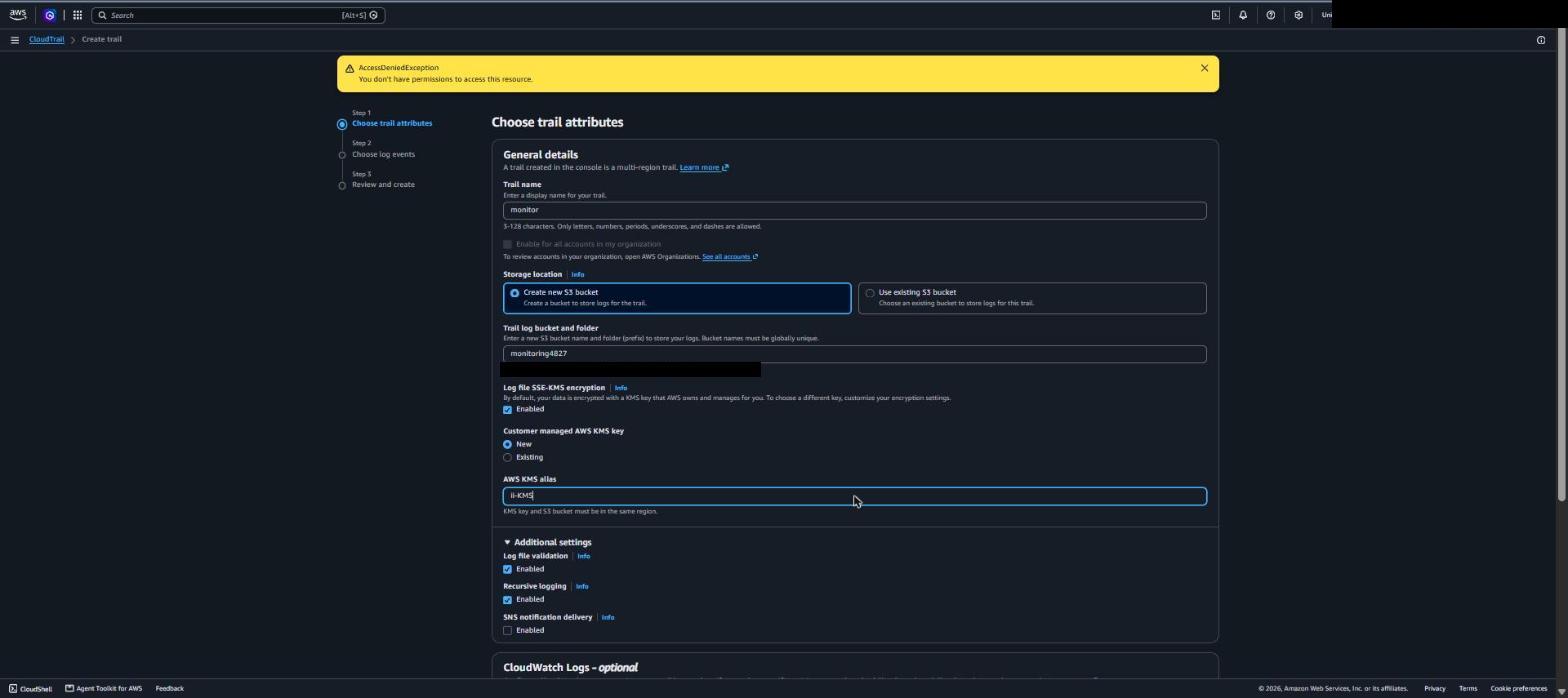 aws
Search
[Alt+S]
CloudTrail
Create trail
AccessDeniedException
You don't have permissions to access this resource.
Step 1
Choose trail attributes
Step 2
Choose log events
Step 3
Review and create
Choose trail attributes
General details
A trail created in the console is a multi-region trail. Learn more
Trail name
Enter a display name for your trail.
monitor
3-128 characters. Only letters, numbers, periods, underscores, and dashes are allowed.
Enable for all accounts in my organization
To review accounts in your organization, open AWS Organizations. See all accounts
Storage location | Info
Create new S3 bucket
Create a bucket to store logs for the trail.
Use existing S3 bucket
Choose an existing bucket to store logs for this trail.
Trail log bucket and folder
Enter a new S3 bucket name and folder (prefix) to store your logs. Bucket names must be globally unique.
monitoring4827
Log file SSE-KMS encryption | Info
By default, your data is encrypted with a KMS key that AWS owns and manages for you. To choose a different key, customize your encryption settings.
Enabled
Customer managed AWS KMS key
New
Existing
AWS KMS alias
ii-KMS
KMS key and S3 bucket must be in the same region.
Additional settings
Log file validation | Info
Enabled
Recursive logging | Info
Enabled
SNS notification delivery | Info
Enabled
CloudWatch Logs - optional
CloudShell
Agent Toolkit for AWS
Feedback
© 2026, Amazon Web Services, Inc. or its affiliates.
Privacy
Terms
Cookie preferences